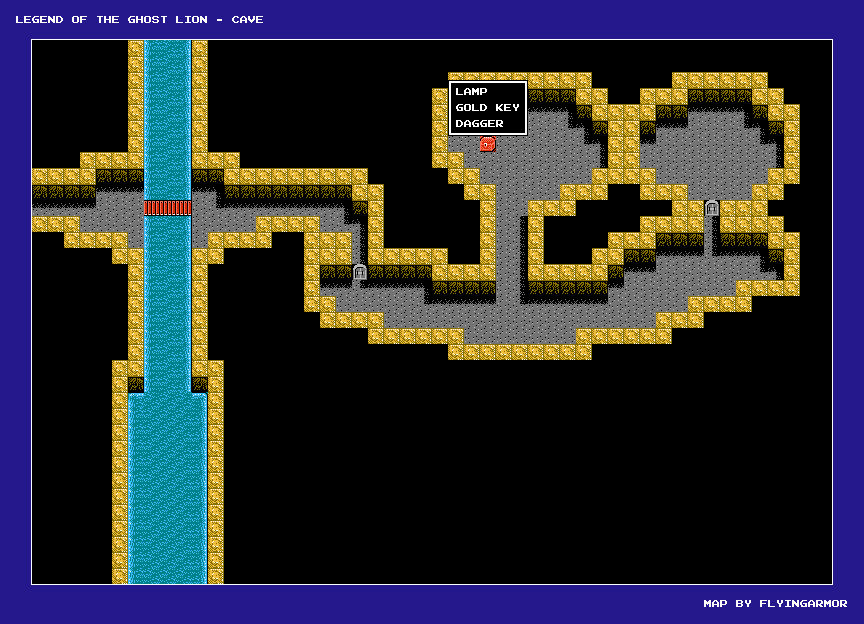 LEGEND OF THE GHOST LION - CAVE
LAMP
GOLD KEY
DAGGER
MAP BY FLYINGARMOR